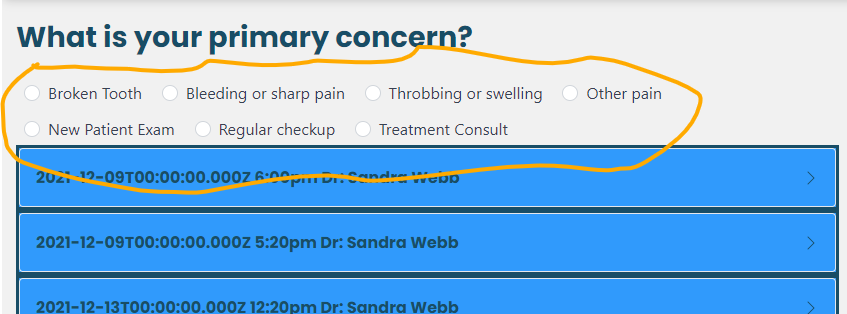 What is your primary concern?
Broken Tooth Bleeding or sharp pain Throbbing or swelling Other pain
New Patient Exam Regular checkup Treatment Consult
2021-12-09T00:00:00.000Z 6:00pm Dr: Sandra Webb
2021-12-09T00:00:00.000Z 5:20pm Dr: Sandra Webb
2021-12-13T00:00:00.000Z 12:20pm Dr: Sandra Webb